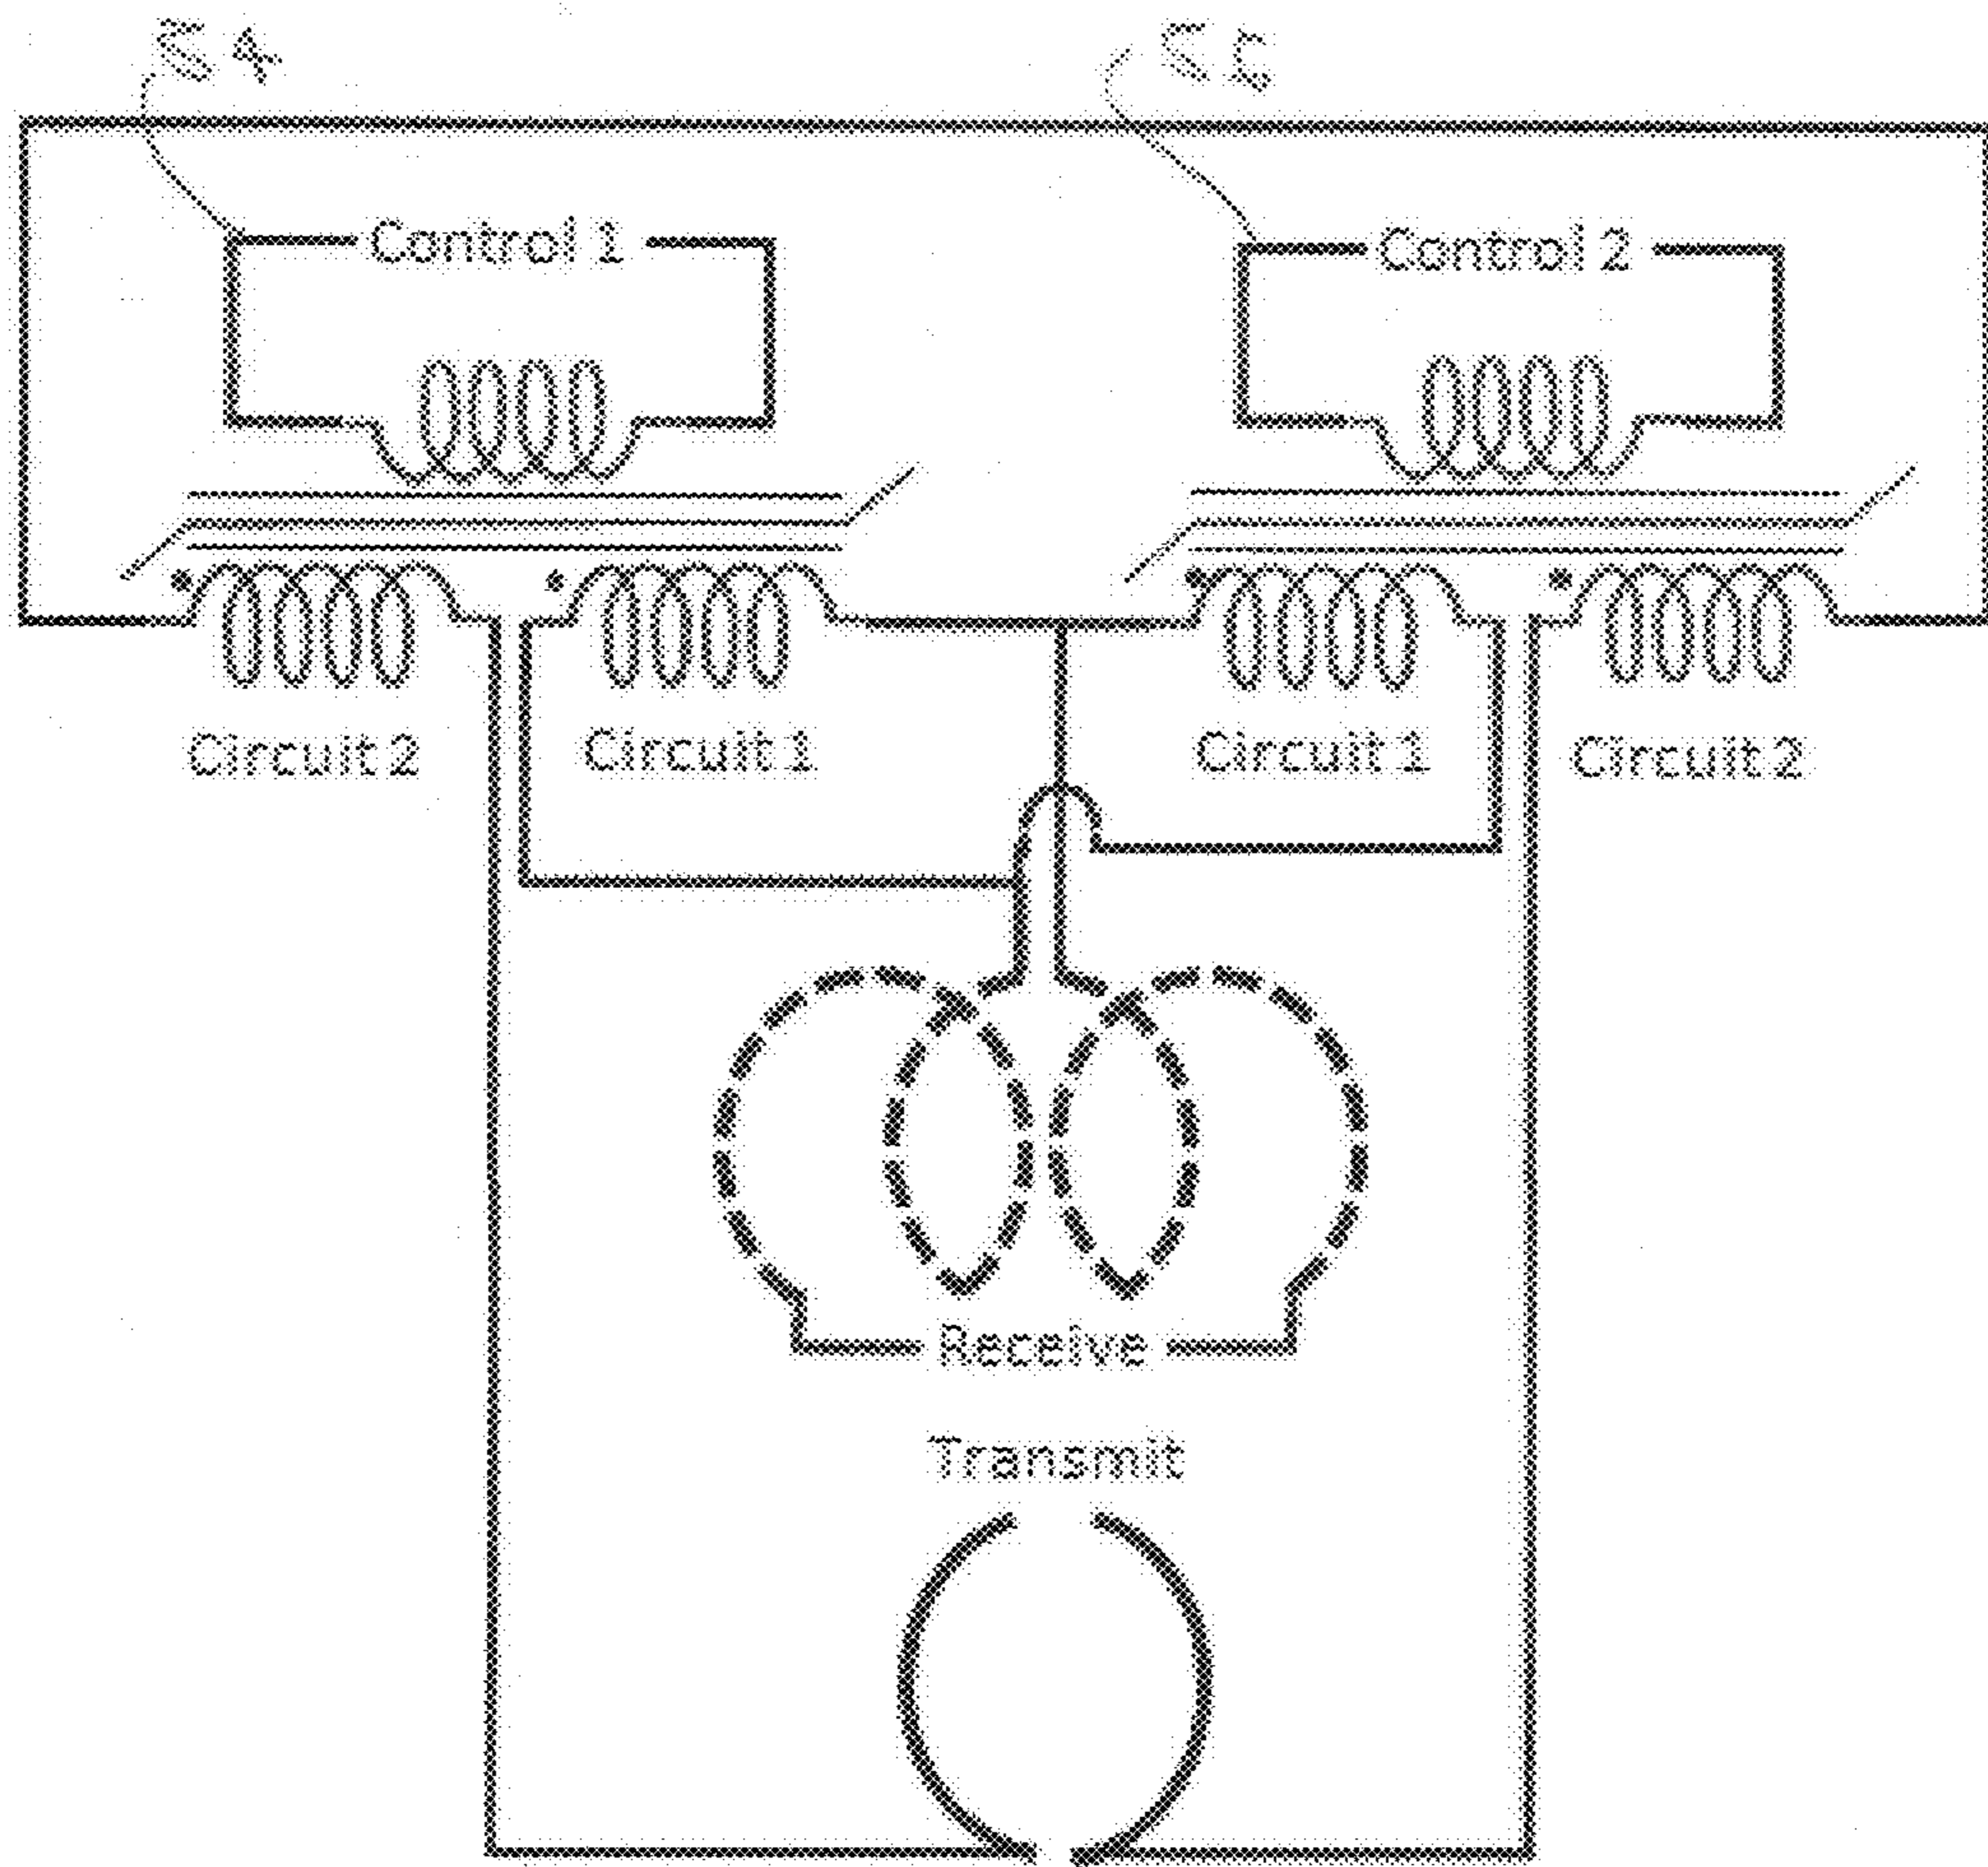 Control 1
Control 2
Circuit 2
Circuit 1
Circuit 1
Circuit 2
Receive
Transmit